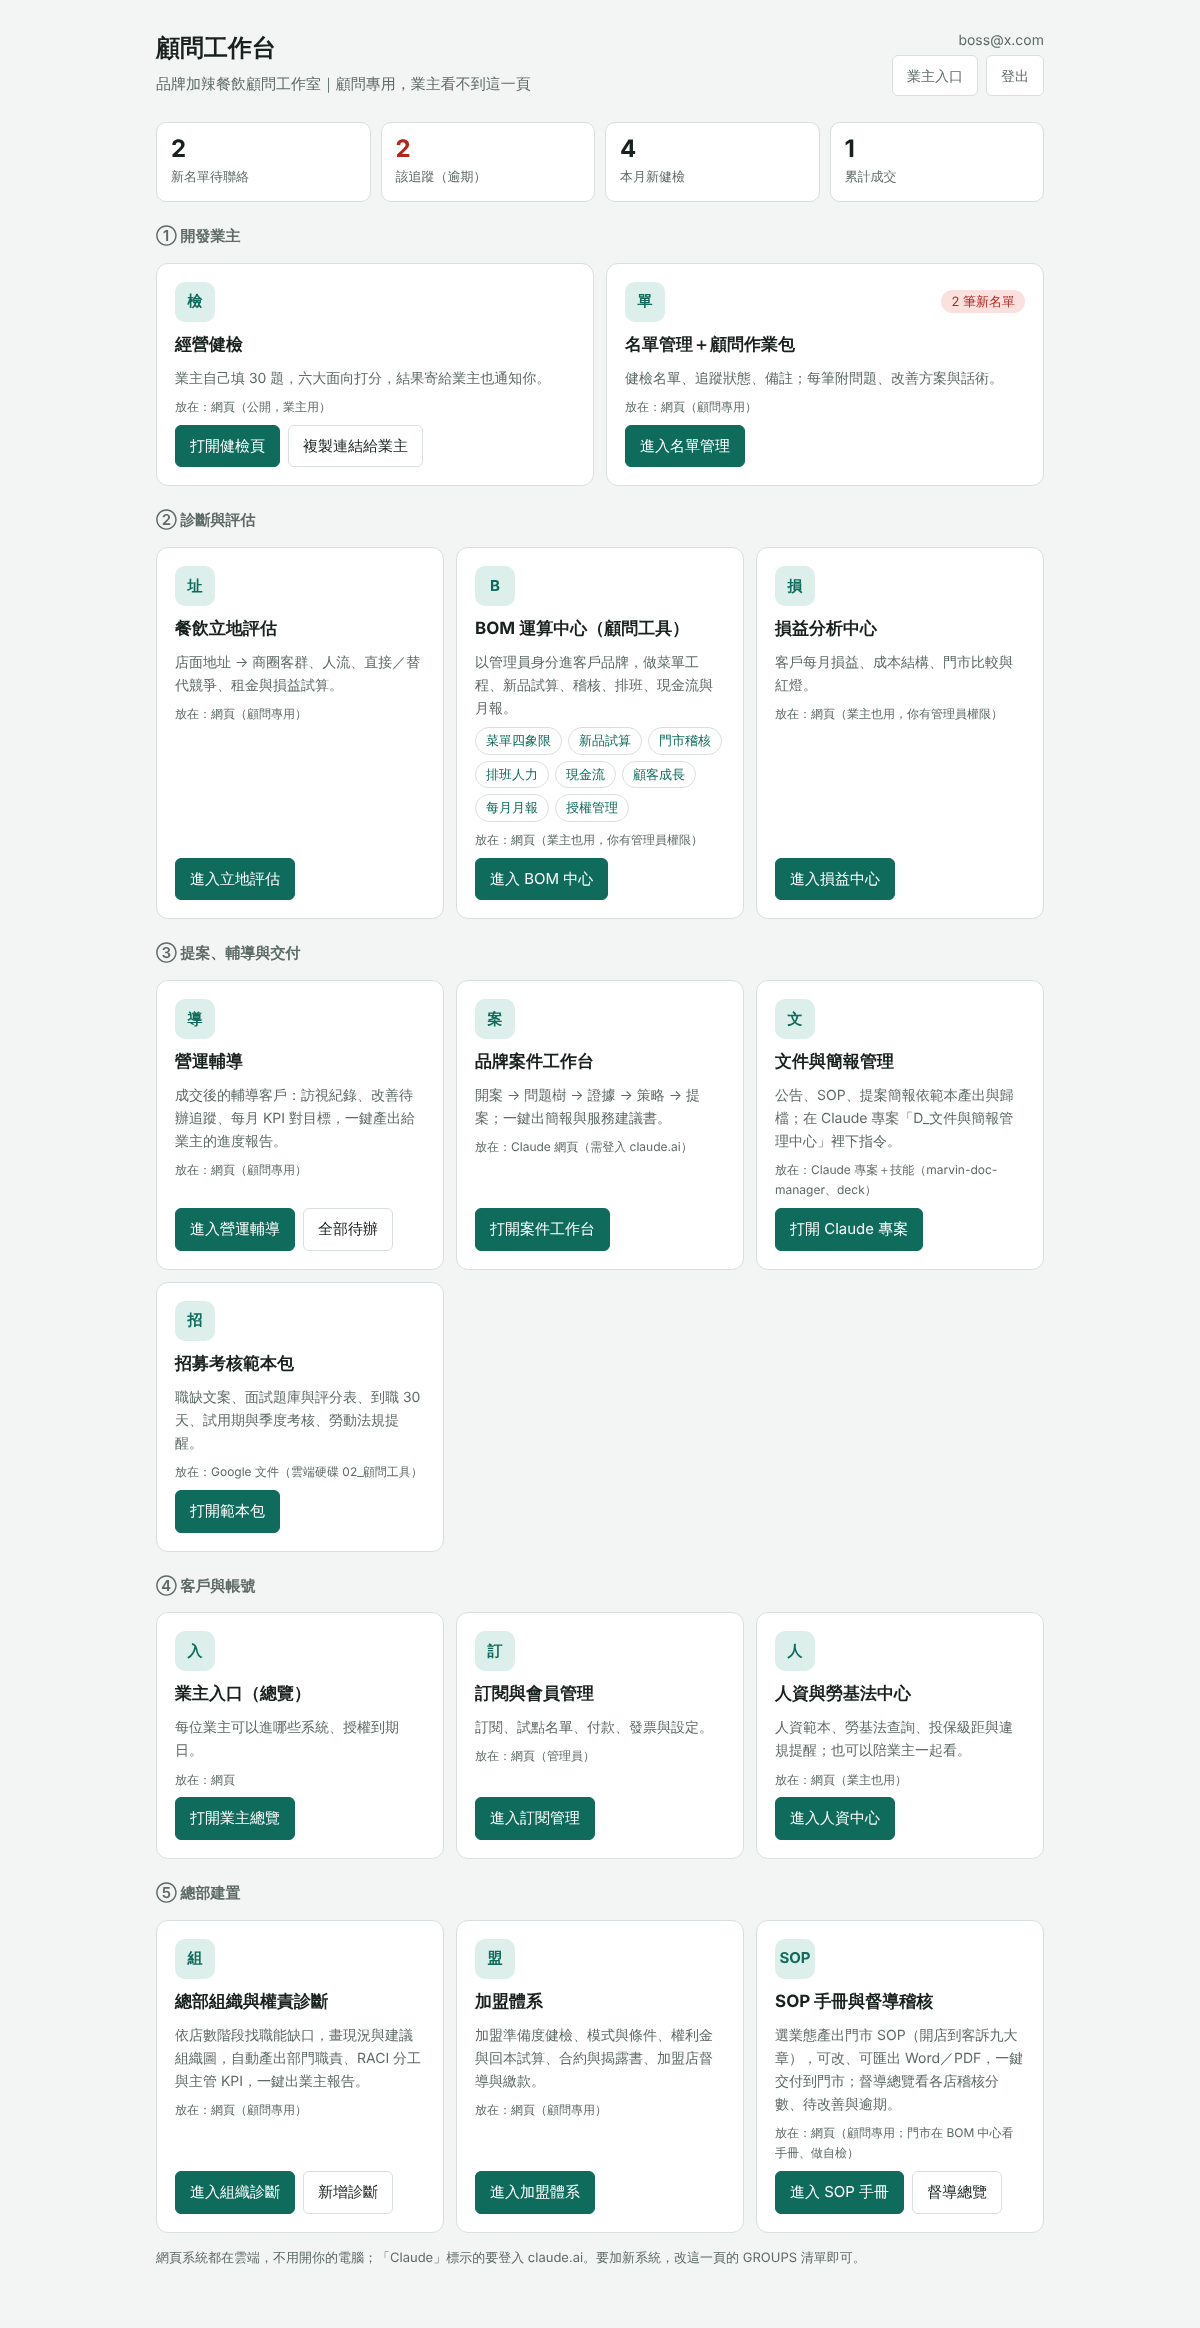 顧問工作台
品牌加辣餐飲顧問工作室｜顧問專用，業主看不到這一頁
boss@x.com
業主入口 登出
2
新名單待聯絡
2
該追蹤（逾期）
4
本月新健檢
1
累計成交
① 開發業主
檢
經營健檢
業主自己填 30 題，六大面向打分，結果寄給業主也通知你。
放在：網頁（公開，業主用）
打開健檢頁 複製連結給業主
單
2 筆新名單
名單管理＋顧問作業包
健檢名單、追蹤狀態、備註；每筆附問題、改善方案與話術。
放在：網頁（顧問專用）
進入名單管理
② 診斷與評估
址
餐飲立地評估
店面地址 → 商圈客群、人流、直接／替
代競爭、租金與損益試算。
放在：網頁（顧問專用）
進入立地評估
B
BOM 運算中心（顧問工具）
以管理員身分進客戶品牌，做菜單工
程、新品試算、稽核、排班、現金流與
月報。
菜單四象限 新品試算 門市稽核
排班人力 現金流 顧客成長
每月月報 授權管理
放在：網頁（業主也用，你有管理員權限）
進入 BOM 中心
損
損益分析中心
客戶每月損益、成本結構、門市比較與
紅燈。
放在：網頁（業主也用，你有管理員權限）
進入損益中心
③ 提案、輔導與交付
導
營運輔導
成交後的輔導客戶：訪視紀錄、改善待
辦追蹤、每月 KPI 對目標，一鍵產出給
業主的進度報告。
放在：網頁（顧問專用）
進入營運輔導 全部待辦
案
品牌案件工作台
開案 → 問題樹 → 證據 → 策略 → 提
案；一鍵出簡報與服務建議書。
放在：Claude 網頁（需登入 claude.ai）
打開案件工作台
文
文件與簡報管理
公告、SOP、提案簡報依範本產出與歸
檔；在 Claude 專案「D_文件與簡報管
理中心」裡下指令。
放在：Claude 專案＋技能（marvin-doc-
manager、deck）
打開 Claude 專案
招
招募考核範本包
職缺文案、面試題庫與評分表、到職 30
天、試用期與季度考核、勞動法規提
醒。
放在：Google 文件（雲端硬碟 02_顧問工具）
打開範本包
④ 客戶與帳號
入
業主入口（總覽）
每位業主可以進哪些系統、授權到期
日。
放在：網頁
打開業主總覽
訂
訂閱與會員管理
訂閱、試點名單、付款、發票與設定。
放在：網頁（管理員）
進入訂閱管理
人
人資與勞基法中心
人資範本、勞基法查詢、投保級距與違
規提醒；也可以陪業主一起看。
放在：網頁（業主也用）
進入人資中心
⑤ 總部建置
組
總部組織與權責診斷
依店數階段找職能缺口，畫現況與建議
組織圖，自動產出部門職責、RACI 分工
與主管 KPI，一鍵出業主報告。
放在：網頁（顧問專用）
進入組織診斷 新增診斷
盟
加盟體系
加盟準備度健檢、模式與條件、權利金
與回本試算、合約與揭露書、加盟店督
導與繳款。
放在：網頁（顧問專用）
進入加盟體系
SOP
SOP 手冊與督導稽核
選業態產出門市 SOP（開店到客訴九大
章），可改、可匯出 Word／PDF，一鍵
交付到門市；督導總覽看各店稽核分
數、待改善與逾期。
放在：網頁（顧問專用；門市在 BOM 中心看
手冊、做自檢）
進入 SOP 手冊 督導總覽
網頁系統都在雲端，不用開你的電腦；「Claude」標示的要登入 claude.ai。要加新系統，改這一頁的 GROUPS 清單即可。